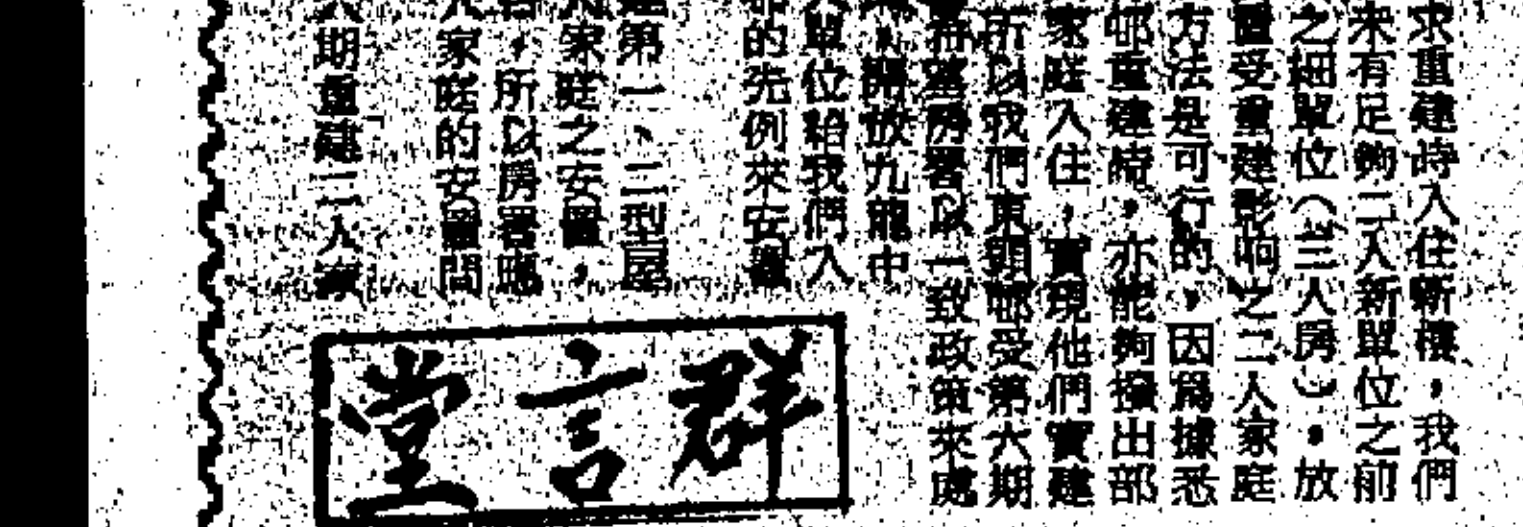 求重建時入住新樓，我們
未有足夠二人新單位之前
之細單位（三人房），放
置受重建影响之二人家庭
方法是可行的，因為據悉
邨重建時，亦能夠撥出部
家庭入住，實現他們實建
所以我們東頭邨受第六期
希望房署以一致政策來處
，開放九龍中
單位給我們入
的先例來安置
第一、二型屋
家庭之安置，
，所以房署應
家庭的安置問
期重建二人家
群言堂